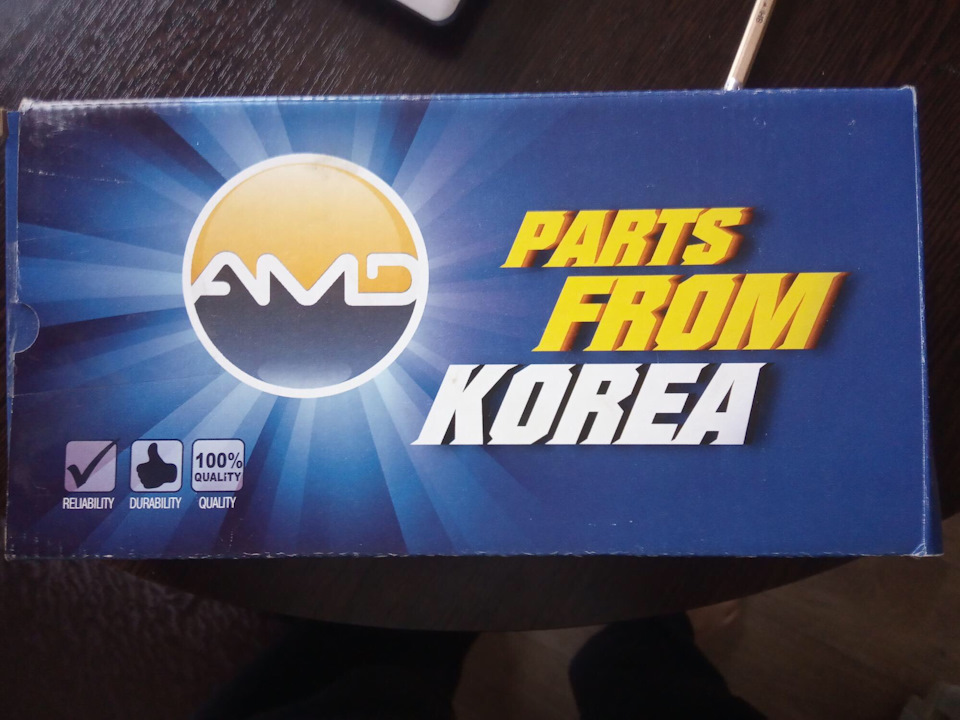 AMD
PARTS
FROM
KOREA
100%
QUALITY
RELIABILITY
DURABILITY
QUALITY